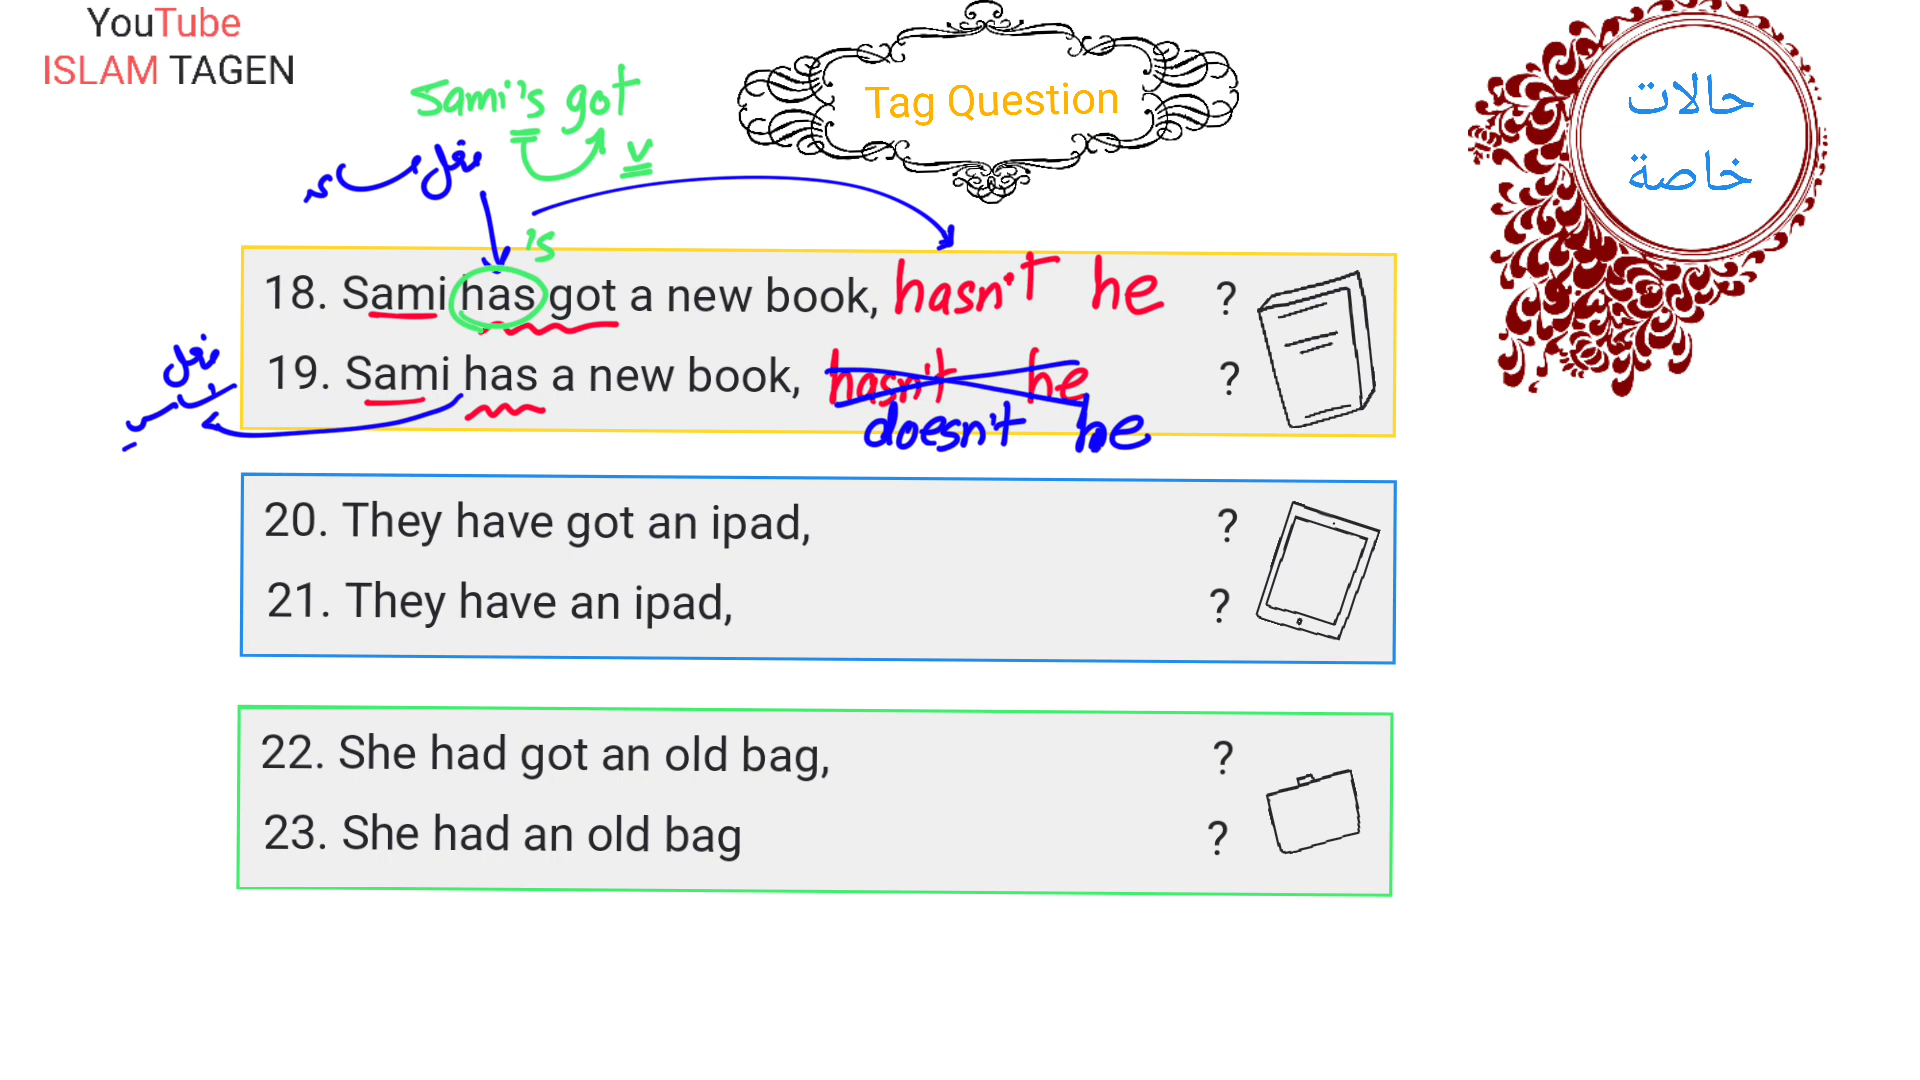 YouTube
ISLAM TAGEN
Sami's got
v
Tag Question
حالات
خاصة
فعل مساعد
's
18. Sami has got a new book, hasn't he ?
فعل
19. Sami has a new book, hasn't he ?
doesn't he
20. They have got an ipad, ?
21. They have an ipad, ?
22. She had got an old bag, ?
23. She had an old bag ?